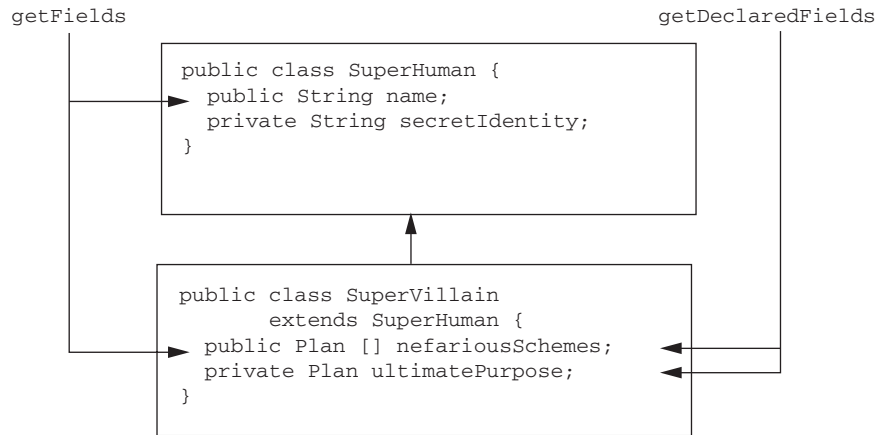 getFields
getDeclaredFields
public class SuperHuman {
public String name;
private String secretIdentity;
}
public class SuperVillain
extends SuperHuman {
public Plan [] nefariousSchemes;
private Plan ultimatePurpose;
}